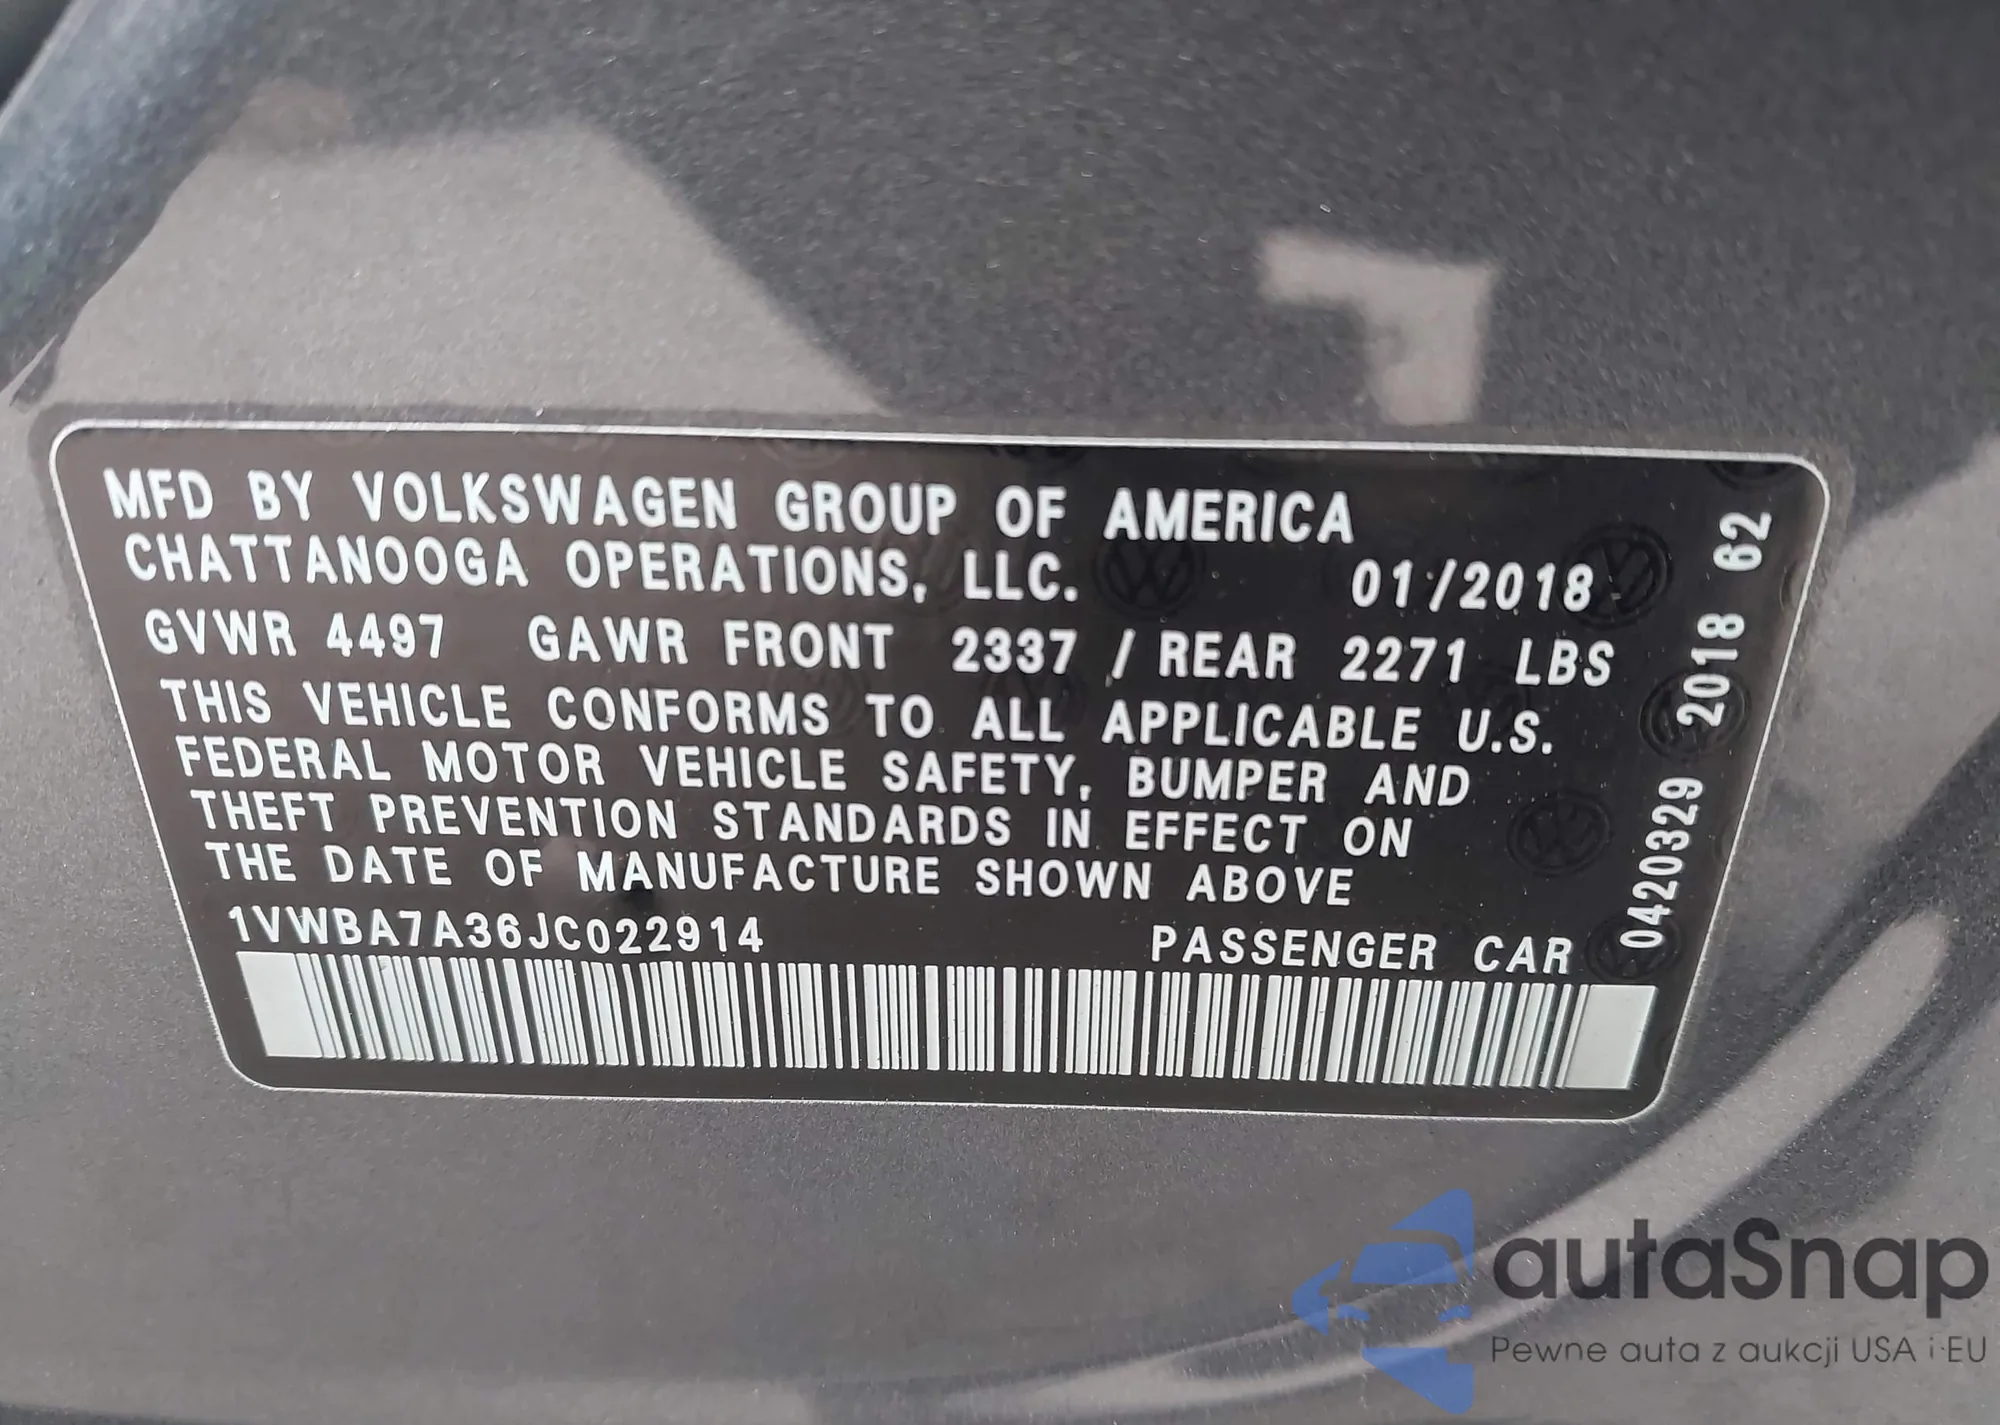 MFD BY VOLKSWAGEN GROUP OF AMERICA
CHATTANOOGA OPERATIONS, LLC. 01/2018
GVWR 4497 GAWR FRONT 2337 / REAR 2271 LBS
THIS VEHICLE CONFORMS TO ALL APPLICABLE U.S.
FEDERAL MOTOR VEHICLE SAFETY, BUMPER AND
THEFT PREVENTION STANDARDS IN EFFECT ON
THE DATE OF MANUFACTURE SHOWN ABOVE
1VWBA7A36JC022914 PASSENGER CAR
0420329 2018 62
autaSnap
Pewne auta z aukcji USA i EU